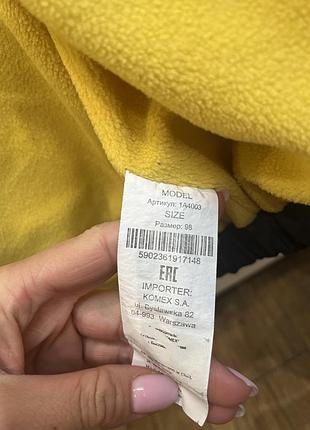 MODEL
Артикул: 1A4003
SIZE
Размер: 98
5902361917148
EAC
IMPORTER:
KOMEX S.A.
ul. Bysławska 82
04-993 Warszawa